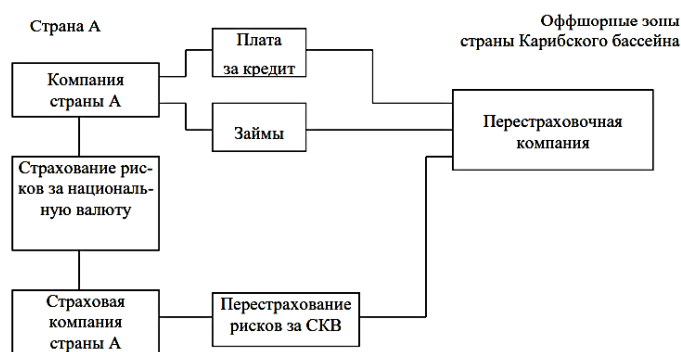 Страна А
Оффшорные зоны
страны Карибского бассейна
Плата
за кредит
Компания
страны А
Займы
Перестраховочная
компания
Страхование рис-
ков за националь-
ную валюту
Страховая
компания
страны А
Перестрахование
рисков за СКВ